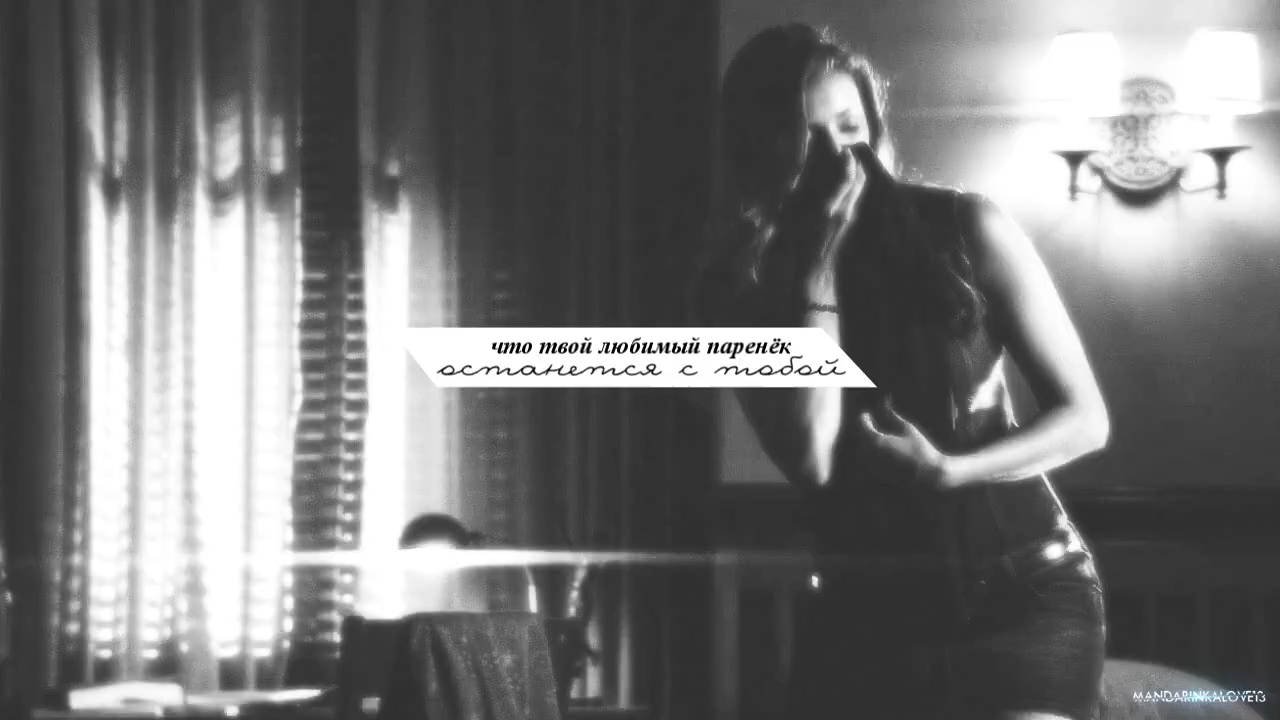 что твой любимый паренёк
останется с тобой
MANDARINKALOVE13